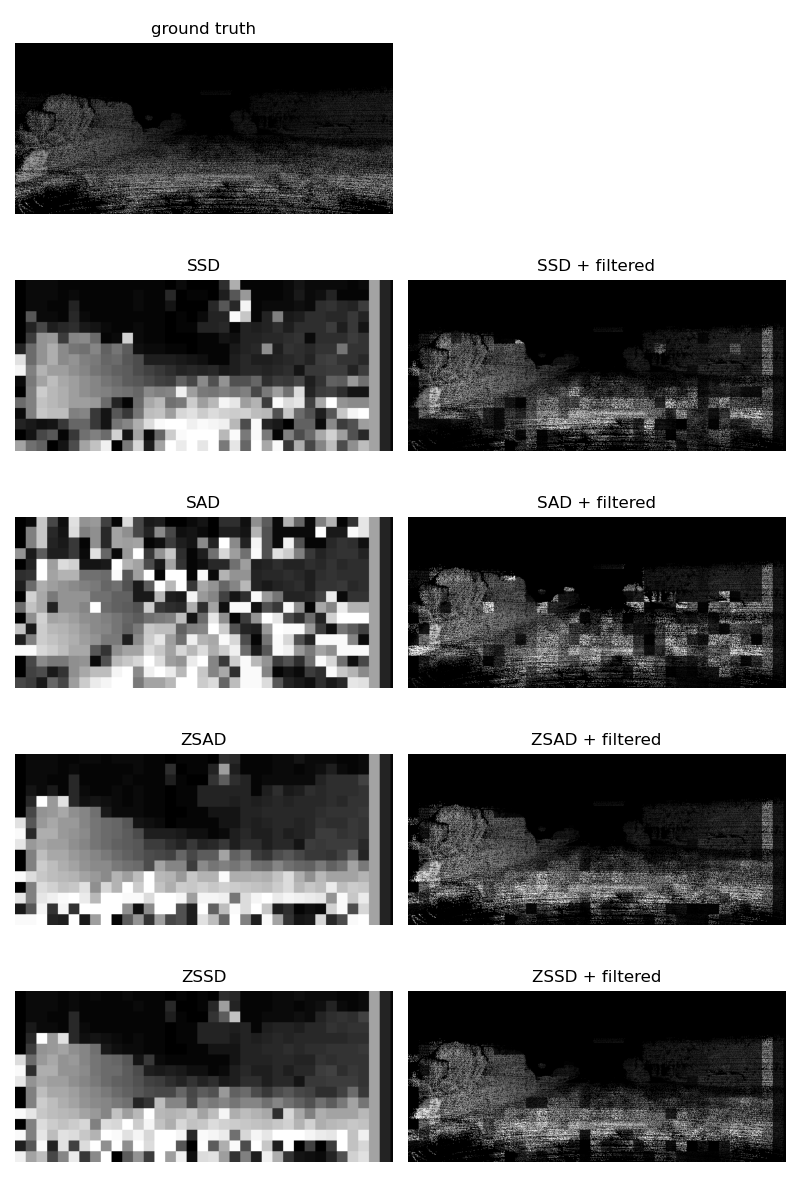 ground truth
SSD
SSD + filtered
SAD
SAD + filtered
ZSAD
ZSAD + filtered
ZSSD
ZSSD + filtered